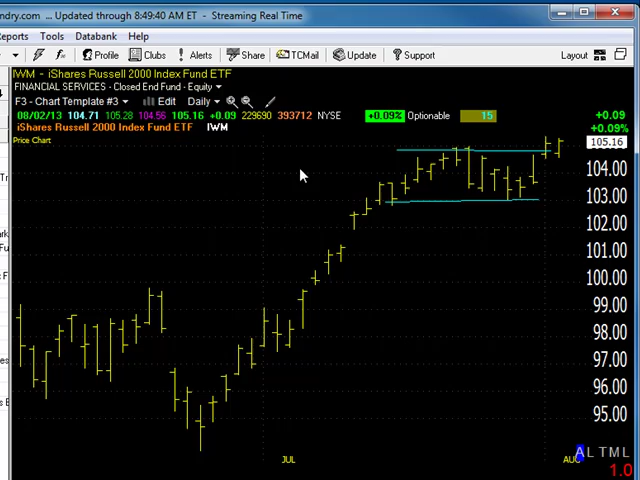 ndry.com ... Updated through 8:49:40 AM ET - Streaming Real Time
Reports Tools Databank Help
Profile Clubs Alerts Share TCMail Update Support Layout
IWM - iShares Russell 2000 Index Fund ETF
FINANCIAL SERVICES - Closed End Fund - Equity
F3 - Chart Template #3 Edit Daily
08/02/13 104.71 105.28 104.56 105.16 +0.09 229690 393712 NYSE +0.09% Optionable 15 +0.09
+0.09%
iShares Russell 2000 Index Fund ETF IWM
Price Chart
105.16
104.00
103.00
102.00
101.00
100.00
99.00
98.00
97.00
96.00
95.00
A L T M L
JUL AUG
1.0